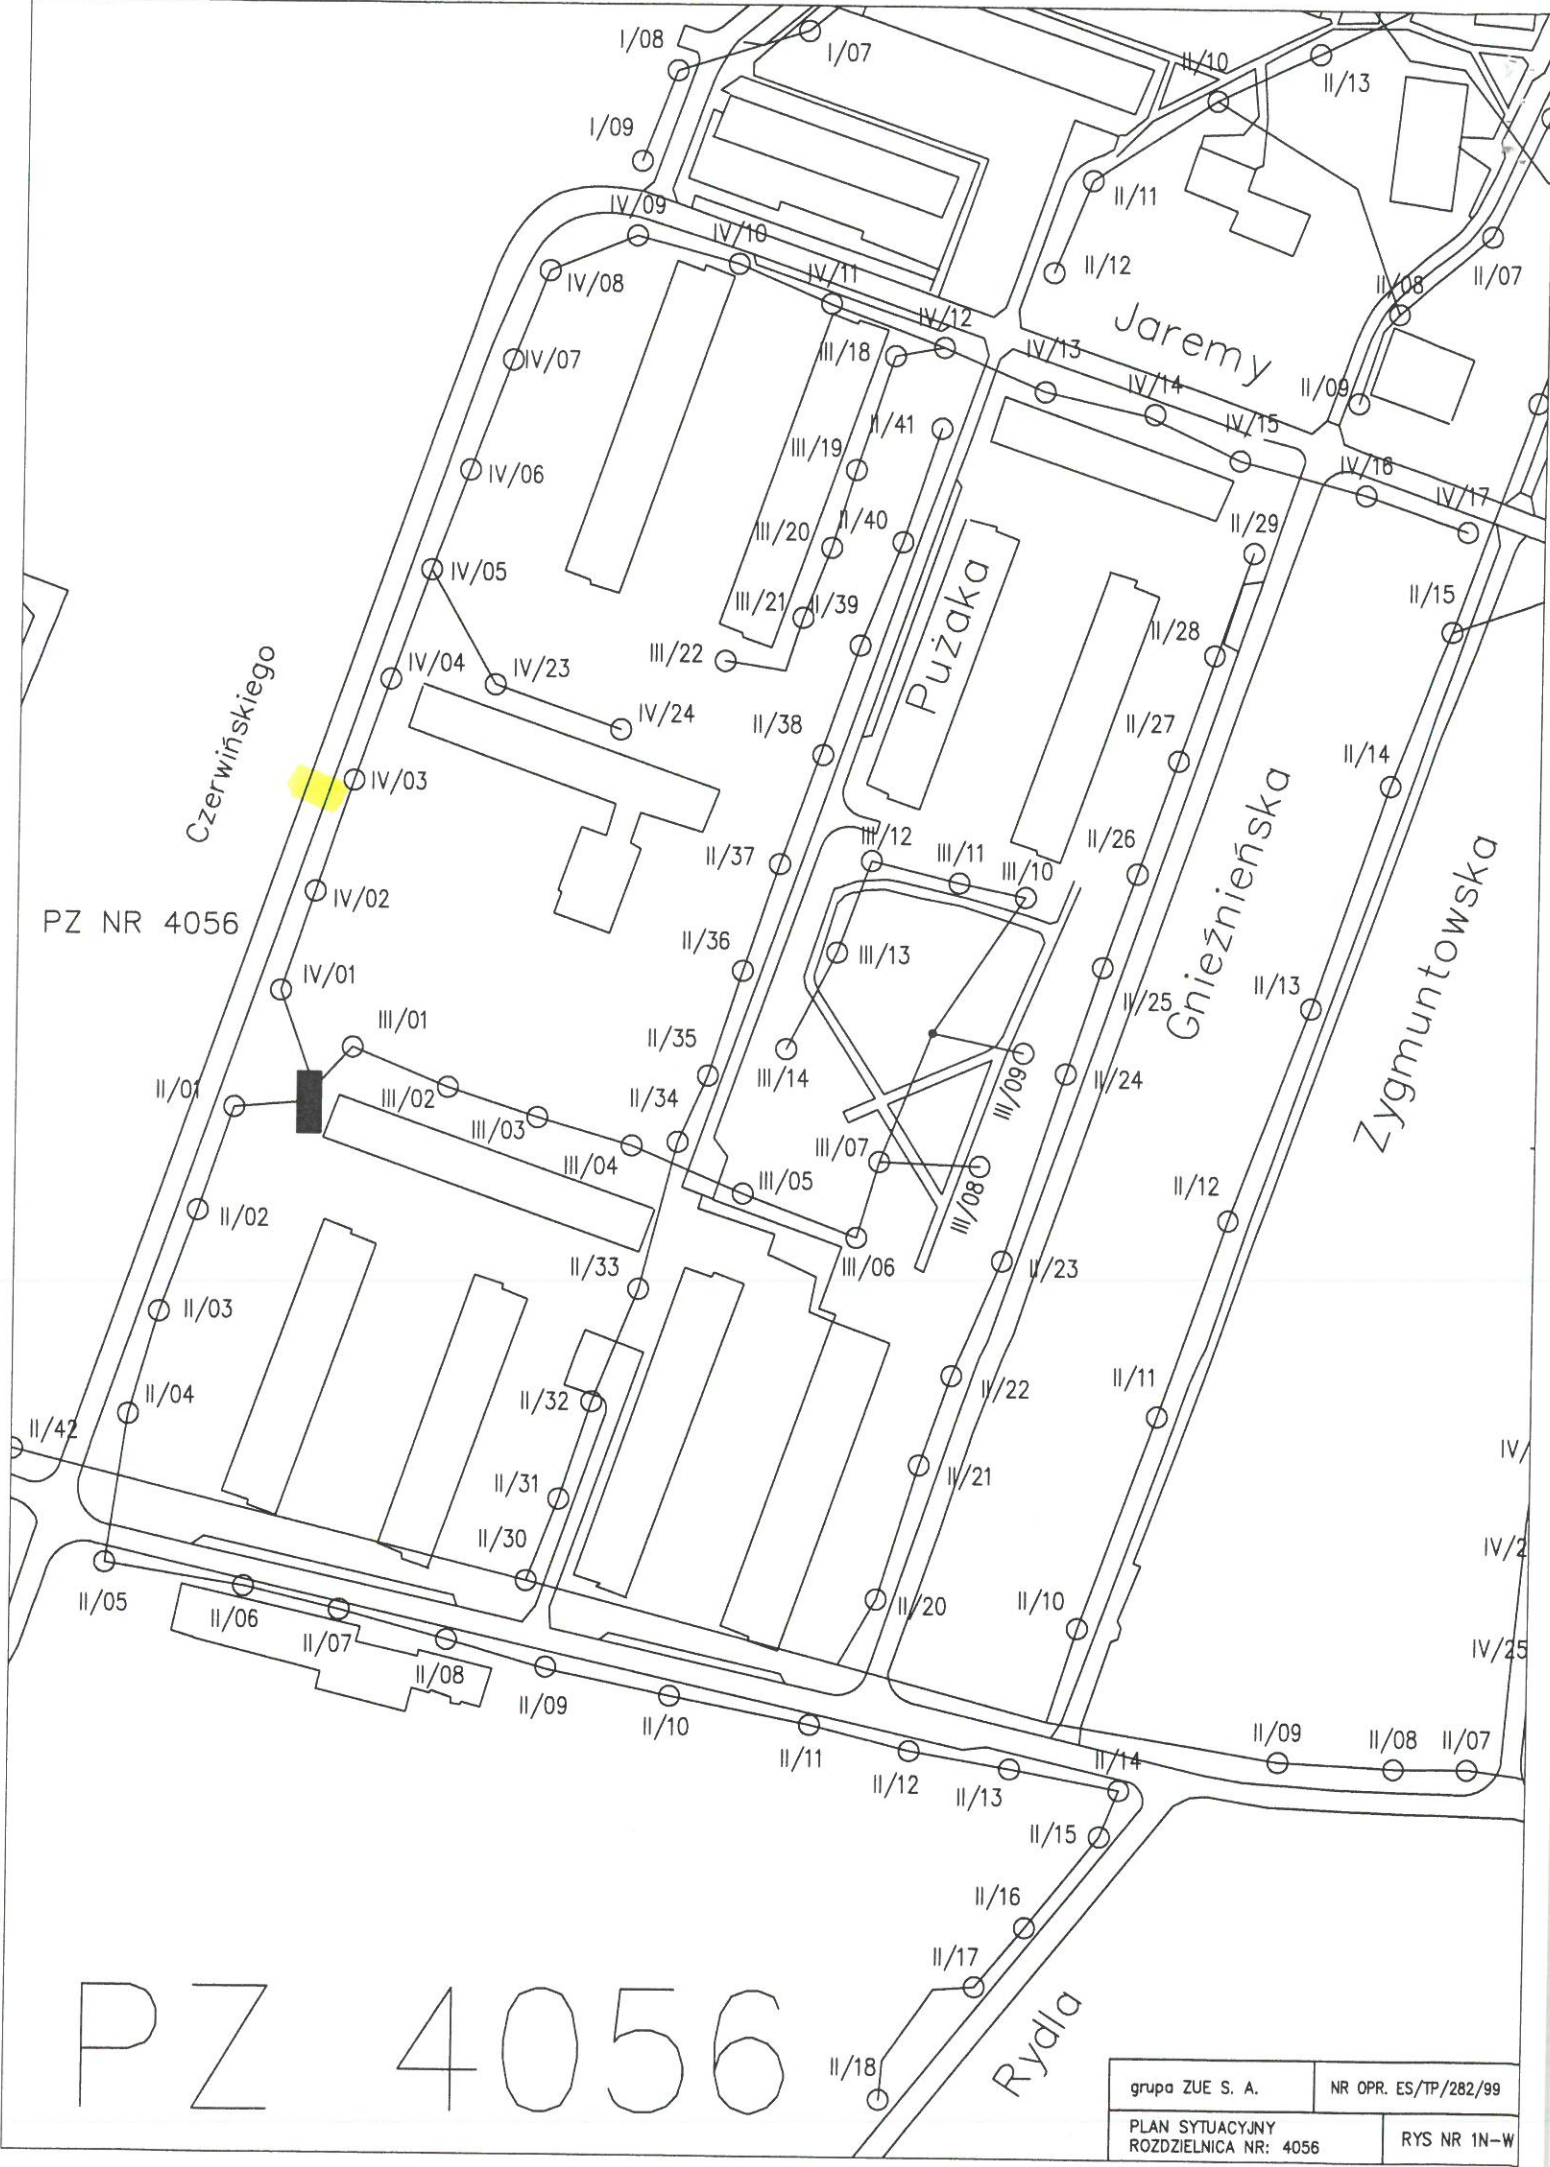 I/08
I/07
II/10
II/13
I/09
II/11
IV/09
IV/10
II/12
II/07
IV/08
IV/11
II/08
IV/12
Jaremy
IV/07
III/18
IV/13
IV/14
II/09
II/41
IV/15
III/19
IV/06
IV/16
IV/17
III/20
II/40
II/29
IV/05
III/21
II/39
Pużaka
II/28
II/15
III/22
IV/04
IV/23
IV/24
Czerwińskiego
II/38
II/27
II/14
IV/03
II/37
III/12
III/11
III/10
II/26
Gnieźnieńska
Zygmuntowska
IV/02
PZ NR 4056
II/36
III/13
IV/01
II/25
II/13
III/01
II/35
III/14
III/09
II/24
II/01
III/02
III/03
II/34
III/04
III/07
III/05
III/08
II/12
II/02
III/06
II/33
II/23
II/03
II/04
II/32
II/22
II/11
II/42
II/31
II/21
IV/
II/30
IV/2
II/05
II/06
II/07
II/08
II/20
II/10
IV/25
II/09
II/10
II/11
II/12
II/13
II/14
II/09
II/08
II/07
II/15
II/16
II/17
II/18
Rydla
PZ 4056
grupa ZUE S. A.
NR OPR. ES/TP/282/99
PLAN SYTUACYJNY
ROZDZIELNICA NR: 4056
RYS NR 1N-W